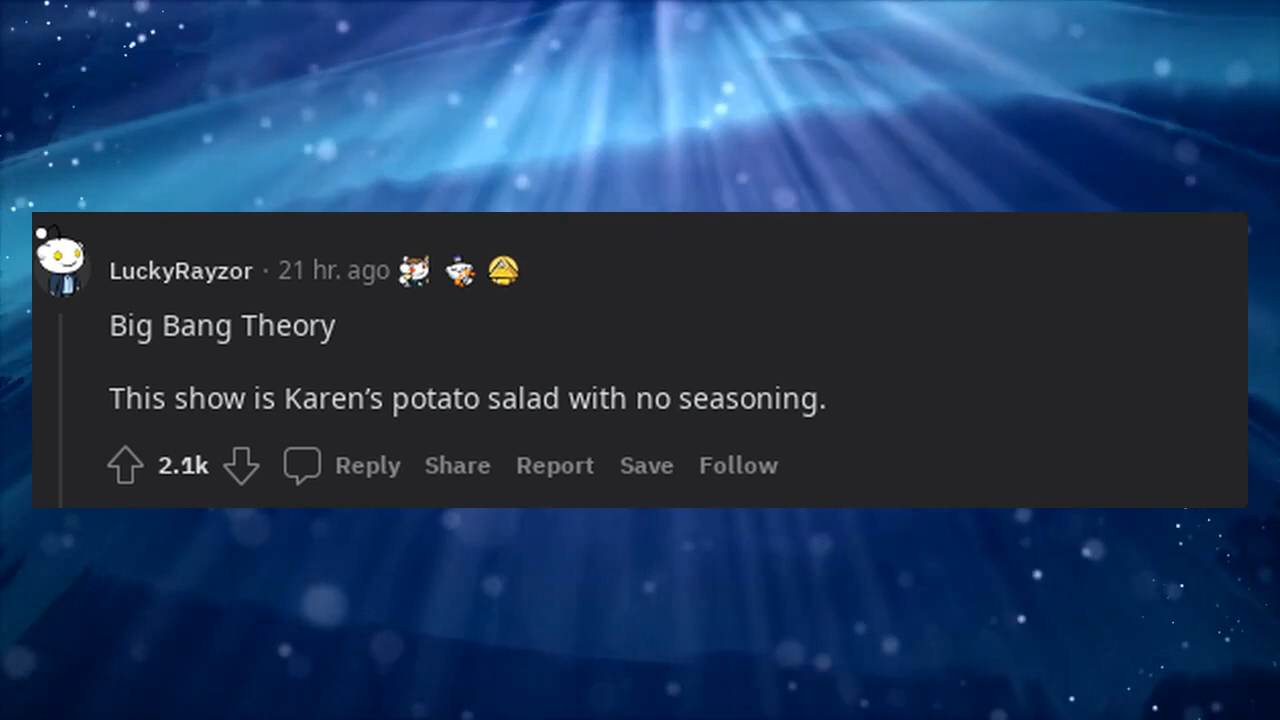 LuckyRayzor · 21 hr. ago
Big Bang Theory
This show is Karen’s potato salad with no seasoning.
2.1k Reply Share Report Save Follow